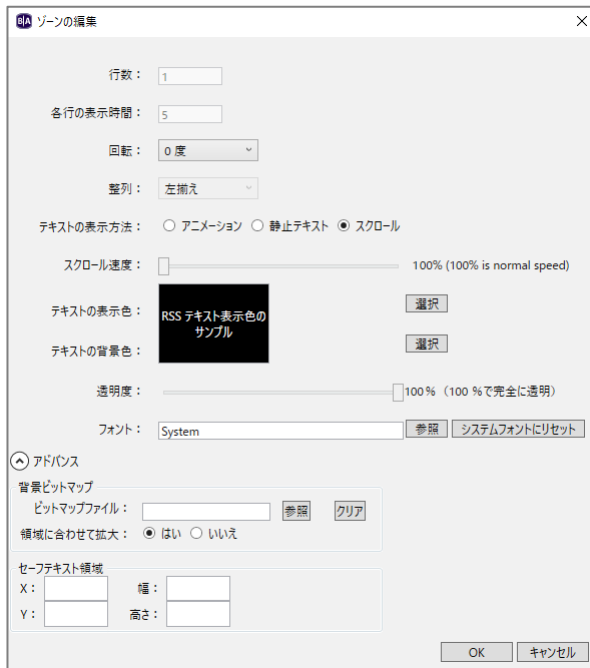 B|A ゾーンの編集
行数： 1
各行の表示時間： 5
回転： 0 度
整列： 左揃え
テキストの表示方法： アニメーション 静止テキスト スクロール
スクロール速度： 100% (100% is normal speed)
テキストの表示色： 選択
RSS テキスト表示色の
サンプル
テキストの背景色： 選択
透明度： 100%（100 %で完全に透明）
フォント： System 参照 システムフォントにリセット
アドバンス
背景ビットマップ
ビットマップファイル： 参照 クリア
領域に合わせて拡大： はい いいえ
セーフテキスト領域
X： 幅：
Y： 高さ：
OK キャンセル